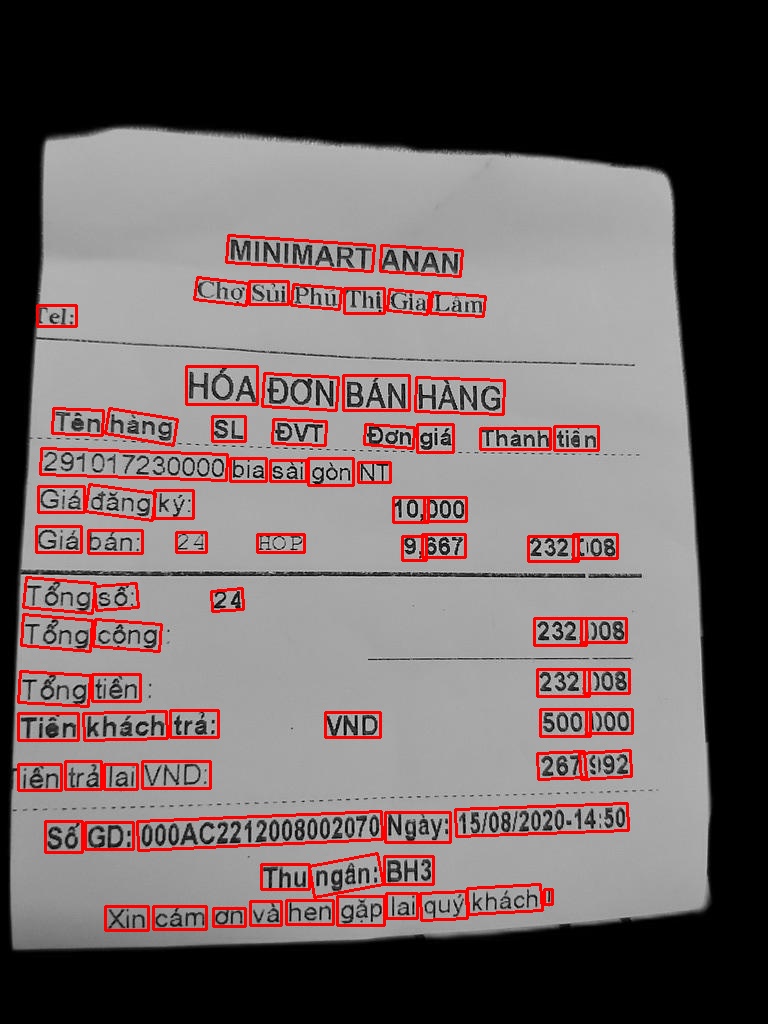 MINIMART ANAN
Chợ Sủi Phú Thị Gia Lâm
Tel:
HÓA ĐƠN BÁN HÀNG
Tên hàng SL ĐVT Đơn giá Thành tiền
291017230000 bia sài gòn NT
Giá đăng ký: 10,000
Giá bán: 24 HOP 9,667 232,008
Tổng số: 24
Tổng cộng : 232,008
Tổng tiền : 232,008
Tiền khách trả: VND 500,000
Tiền trả lại VND: 267,992
Số GD: 000AC2212008002070 Ngày: 15/08/2020-14:50
Thu ngân: BH3
Xin cám ơn và hẹn gặp lại quý khách !